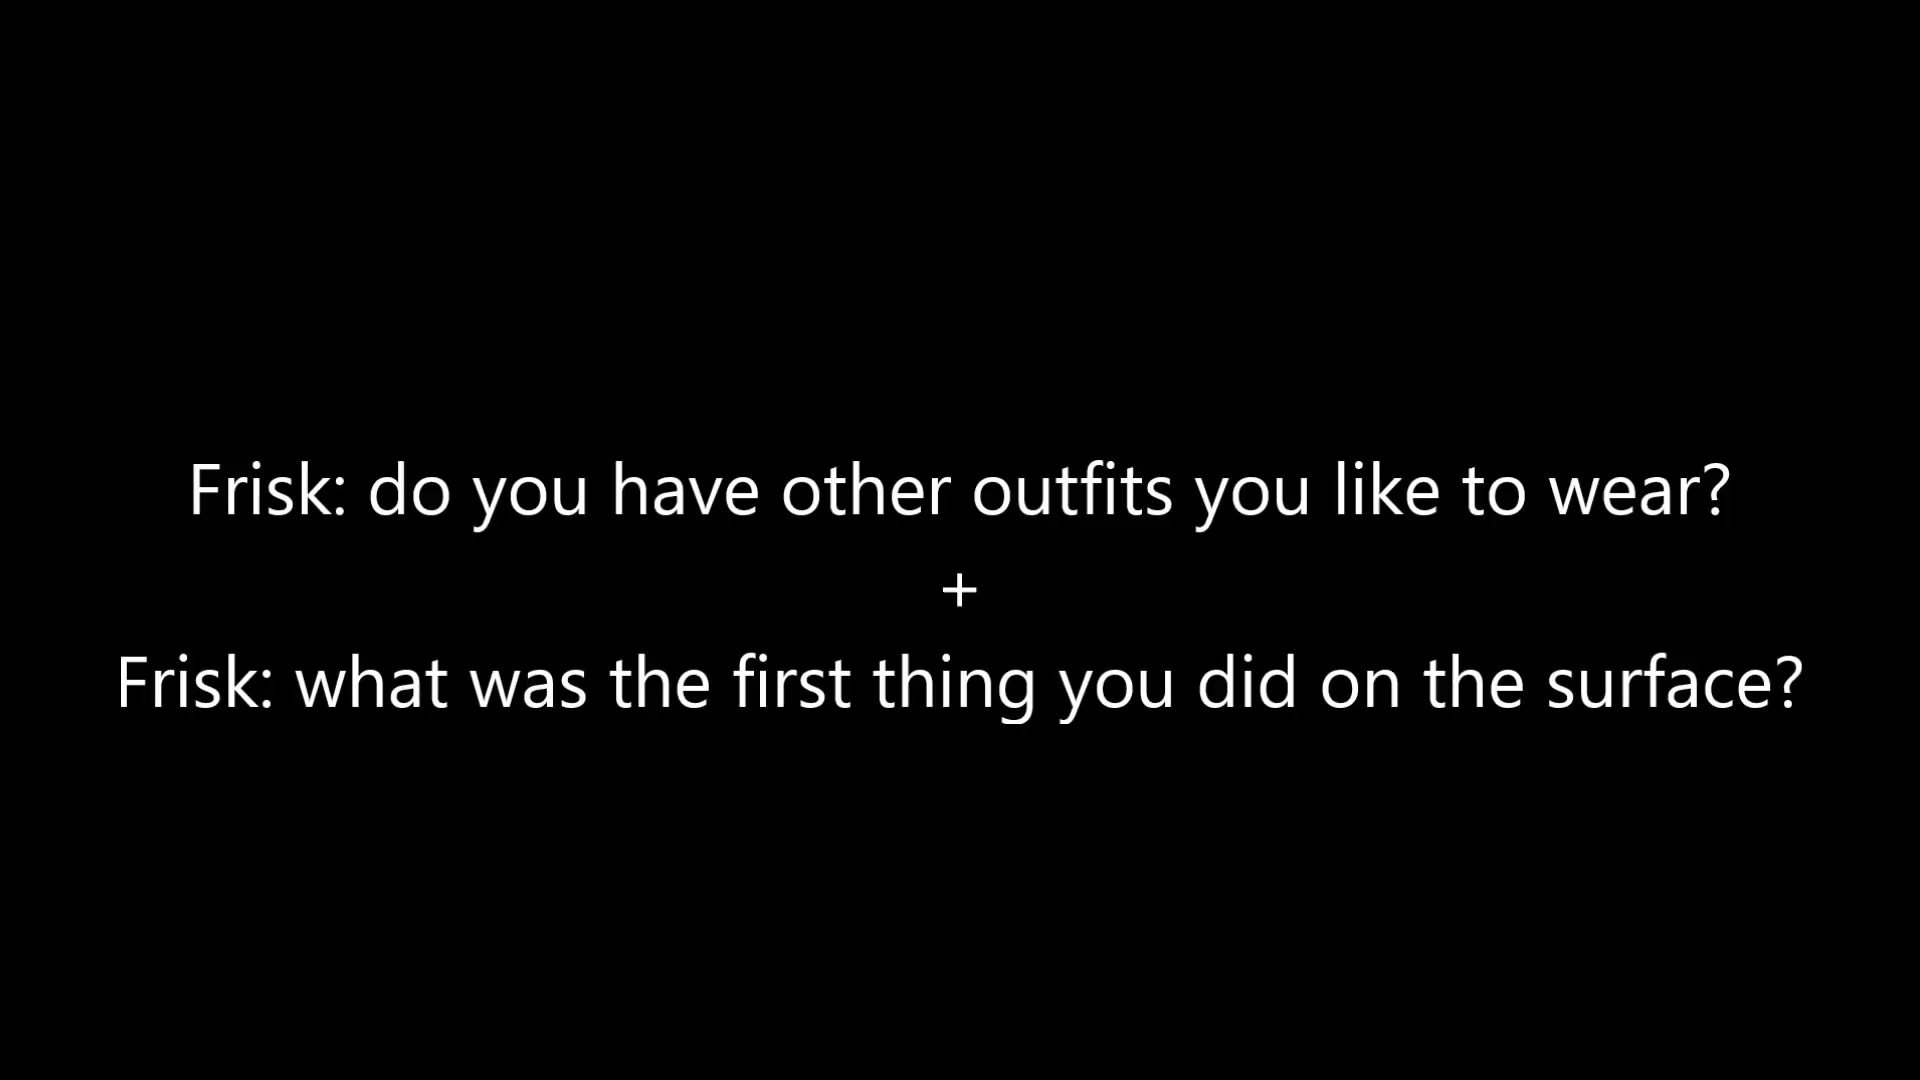 Frisk: do you have other outfits you like to wear?
+
Frisk: what was the first thing you did on the surface?